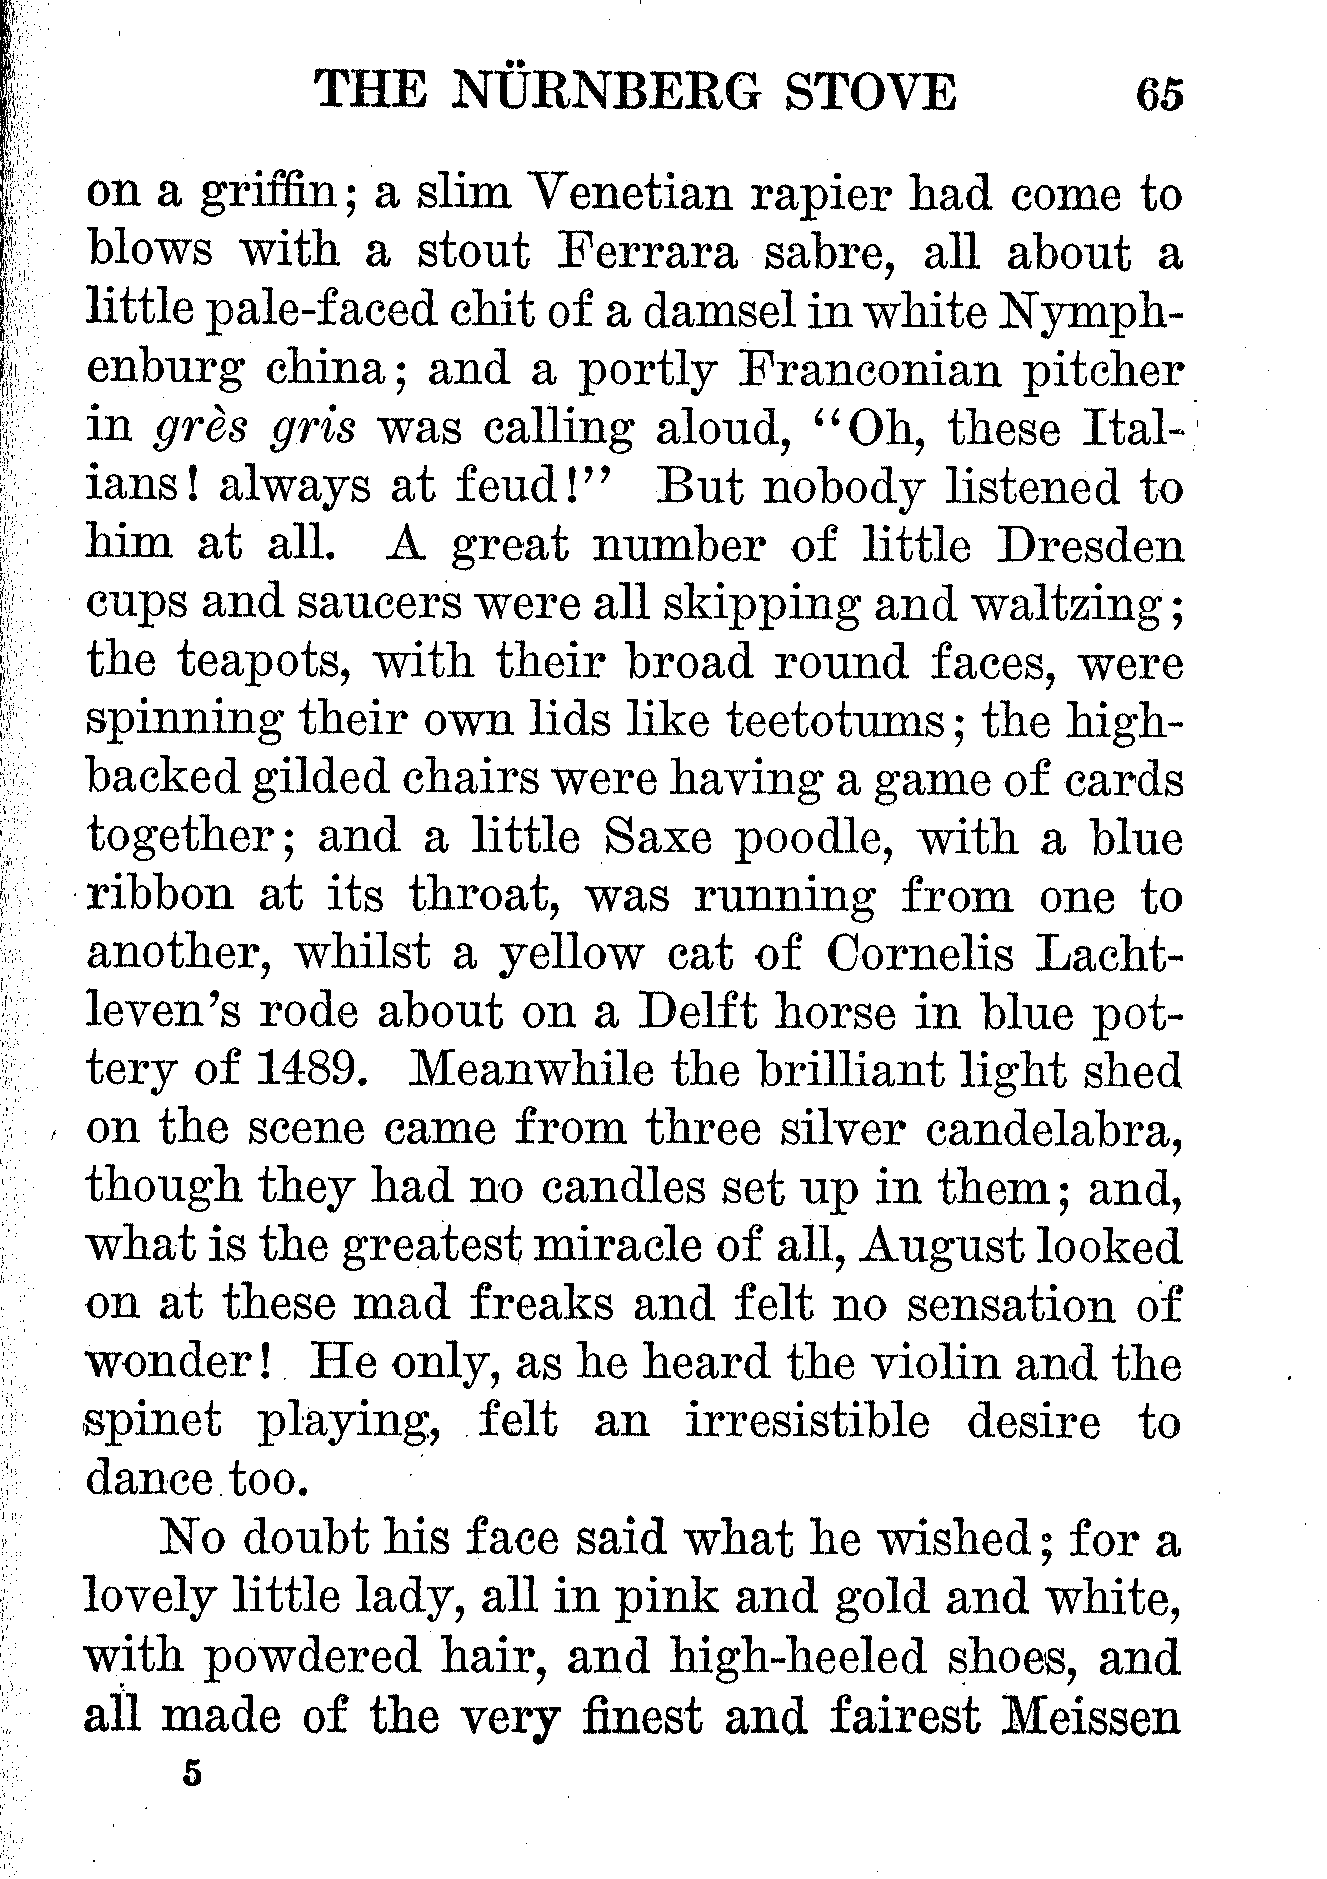 THE NÜRNBERG STOVE 65
on a griffin; a slim Venetian rapier had come to
blows with a stout Ferrara sabre, all about a
little pale-faced chit of a damsel in white Nymph-
enburg china; and a portly Franconian pitcher
in grès gris was calling aloud, “Oh, these Ital-
ians! always at feud!” But nobody listened to
him at all. A great number of little Dresden
cups and saucers were all skipping and waltzing;
the teapots, with their broad round faces, were
spinning their own lids like teetotums; the high-
backed gilded chairs were having a game of cards
together; and a little Saxe poodle, with a blue
ribbon at its throat, was running from one to
another, whilst a yellow cat of Cornelis Lacht-
leven’s rode about on a Delft horse in blue pot-
tery of 1489. Meanwhile the brilliant light shed
on the scene came from three silver candelabra,
though they had no candles set up in them; and,
what is the greatest miracle of all, August looked
on at these mad freaks and felt no sensation of
wonder! He only, as he heard the violin and the
spinet playing, felt an irresistible desire to
dance too.
No doubt his face said what he wished; for a
lovely little lady, all in pink and gold and white,
with powdered hair, and high-heeled shoes, and
all made of the very finest and fairest Meissen
5